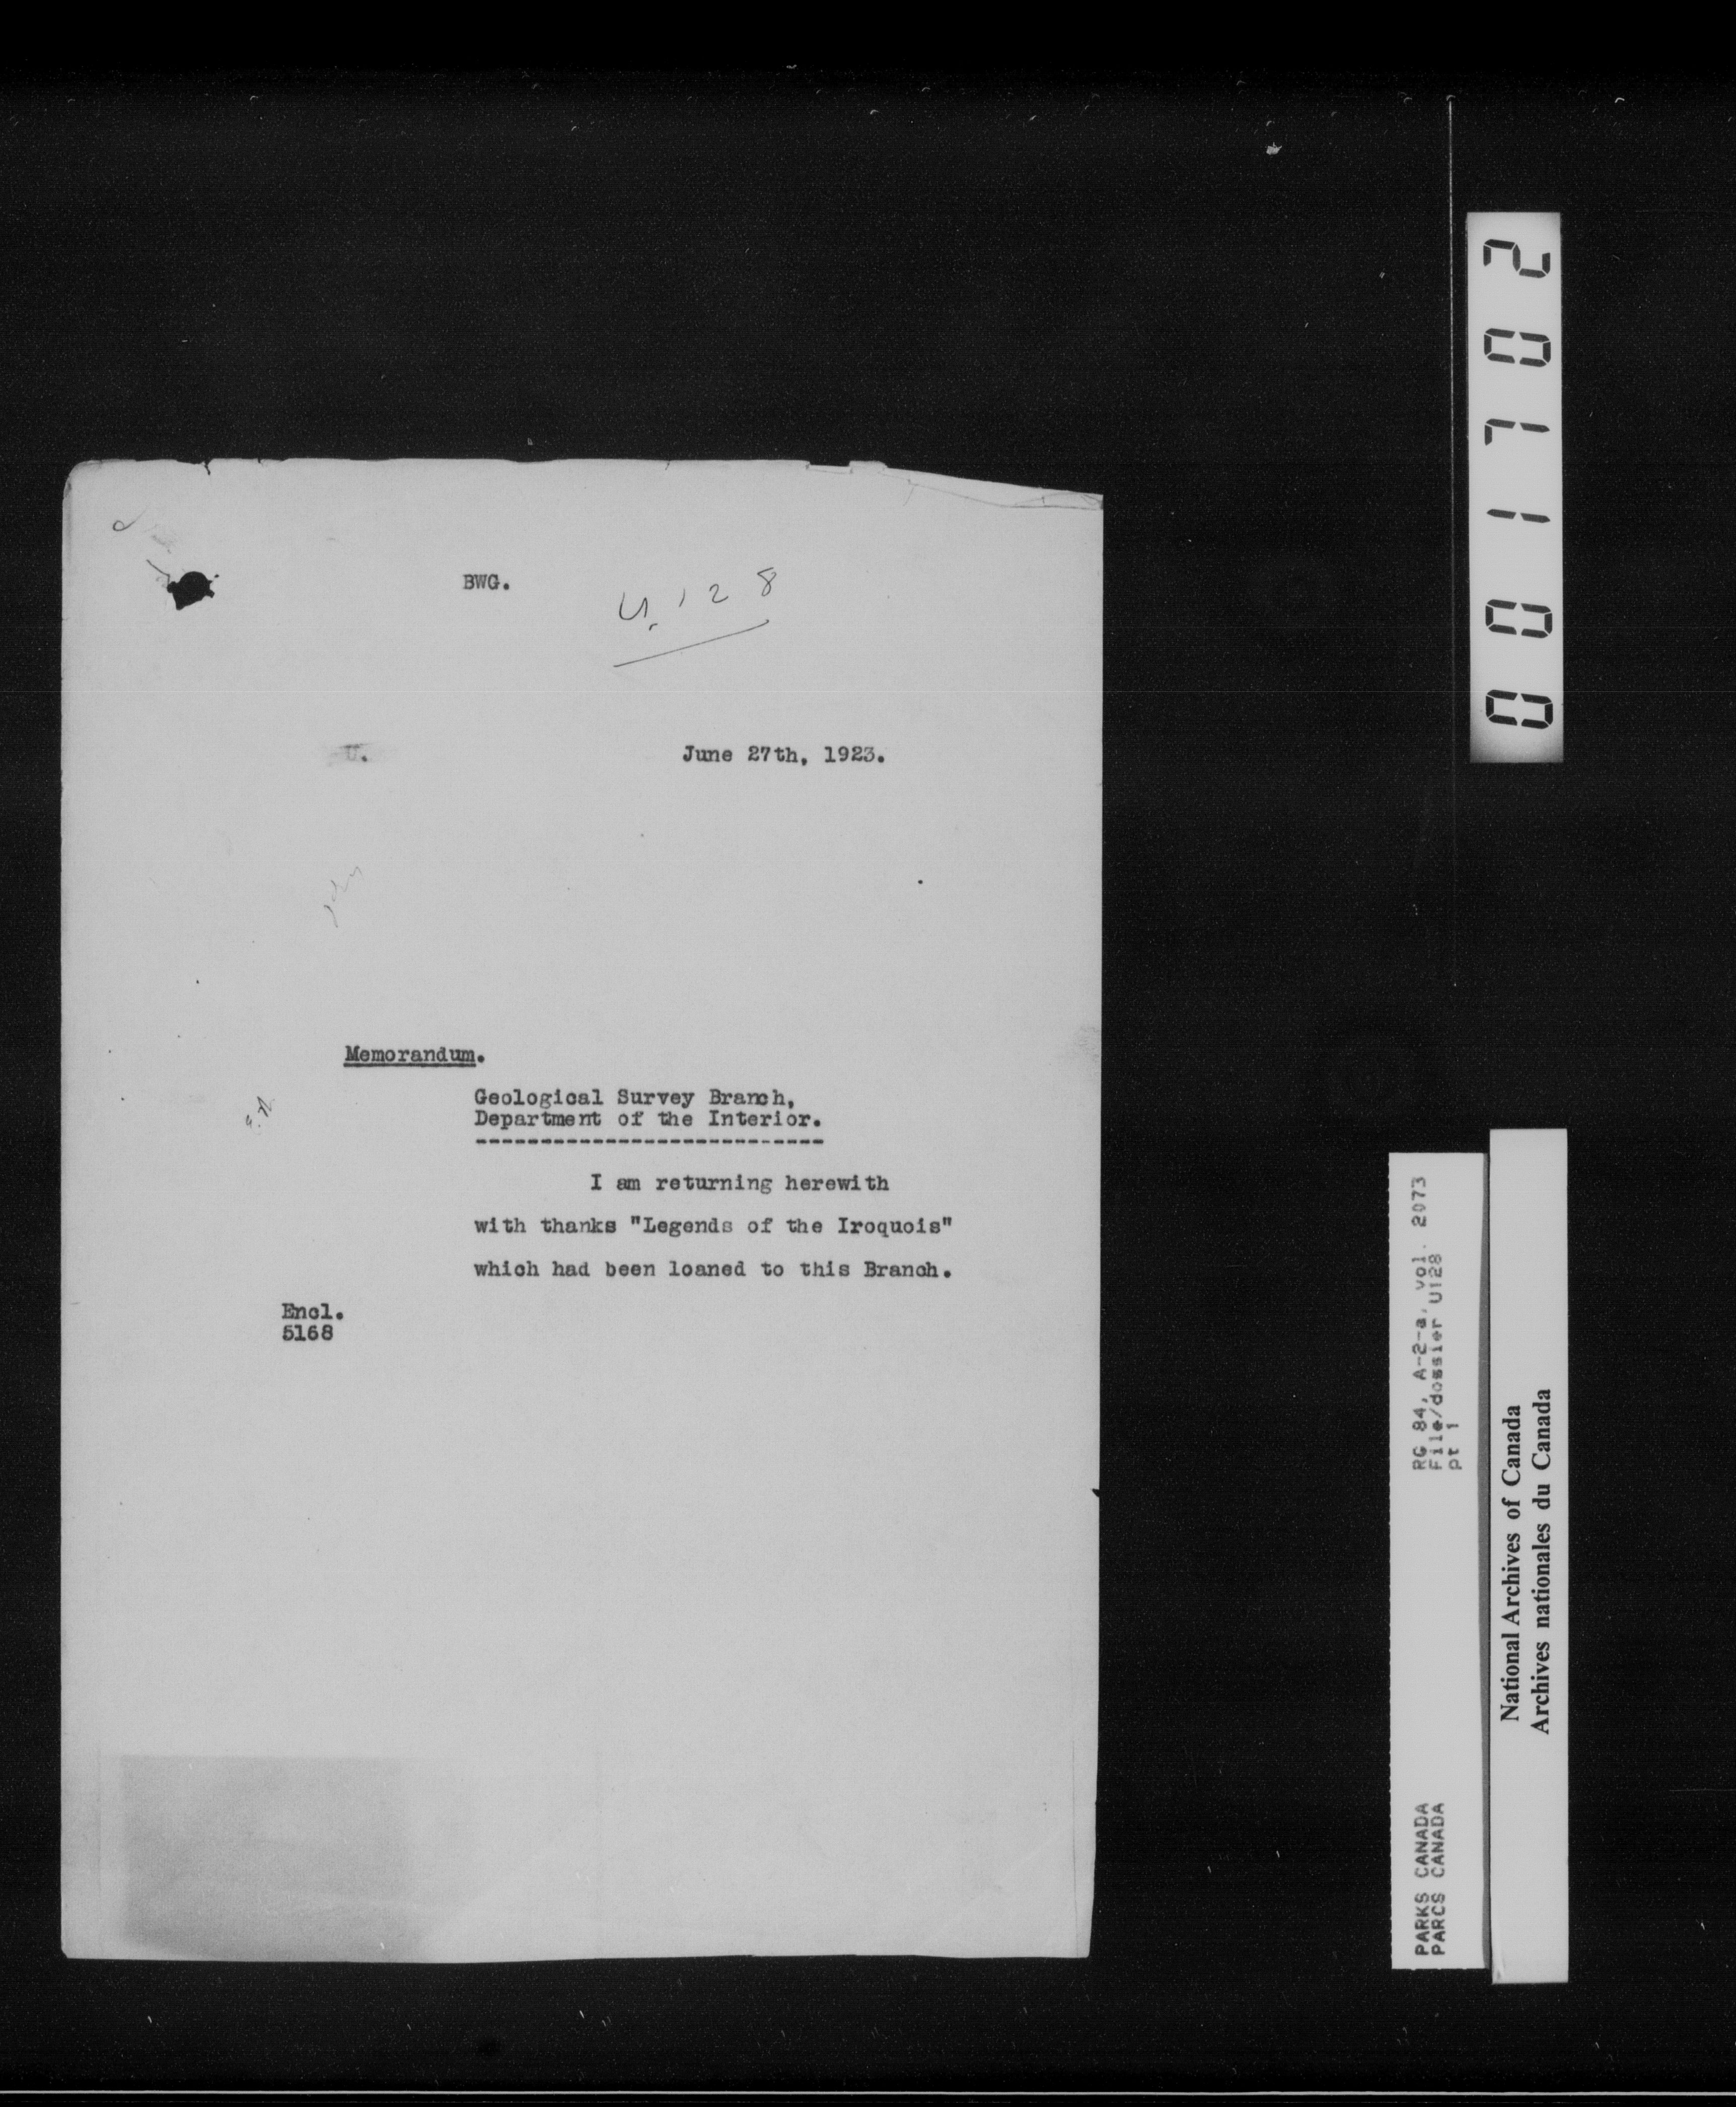 BWG.
U. 128
U.
June 27th, 1923.
Memorandum.
Geological Survey Branch,
Department of the Interior.
---------------------------
I am returning herewith
with thanks "Legends of the Iroquois"
which had been loaned to this Branch.
Encl.
5168
001702
RG 84, A-2-a, vol. 2073
File/dossier U128
pt 1
PARKS CANADA
PARCS CANADA
National Archives of Canada
Archives nationales du Canada